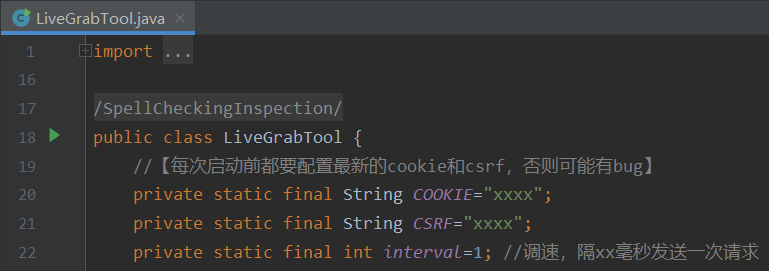 LiveGrabTool.java
1 import ...
16
17 /SpellCheckingInspection/
18 public class LiveGrabTool {
19 //【每次启动前都要配置最新的cookie和csrf，否则可能有bug】
20 private static final String COOKIE="xxxx";
21 private static final String CSRF="xxxx";
22 private static final int interval=1; //调速，隔xx毫秒发送一次请求